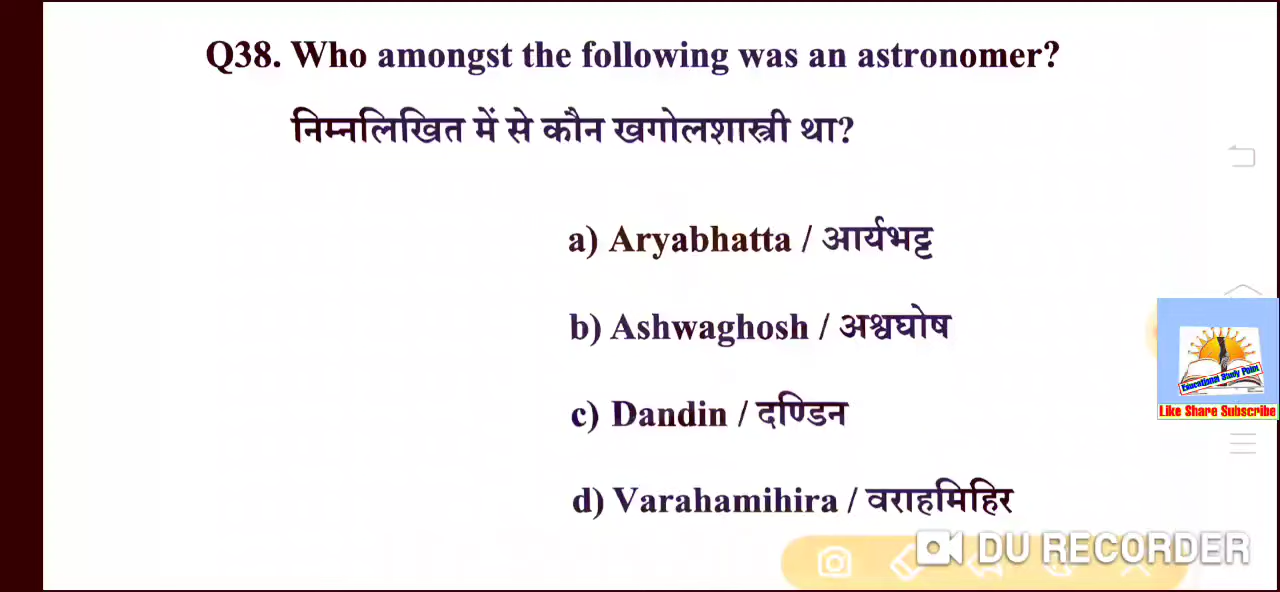 Q38. Who amongst the following was an astronomer?
निम्नलिखित में से कौन खगोलशास्त्री था?
a) Aryabhatta / आर्यभट्ट
b) Ashwaghosh / अश्वघोष
Educational Study Point
Like Share Subscribe
c) Dandin / दण्डिन
d) Varahamihira / वराहमिहिर
DU RECORDER